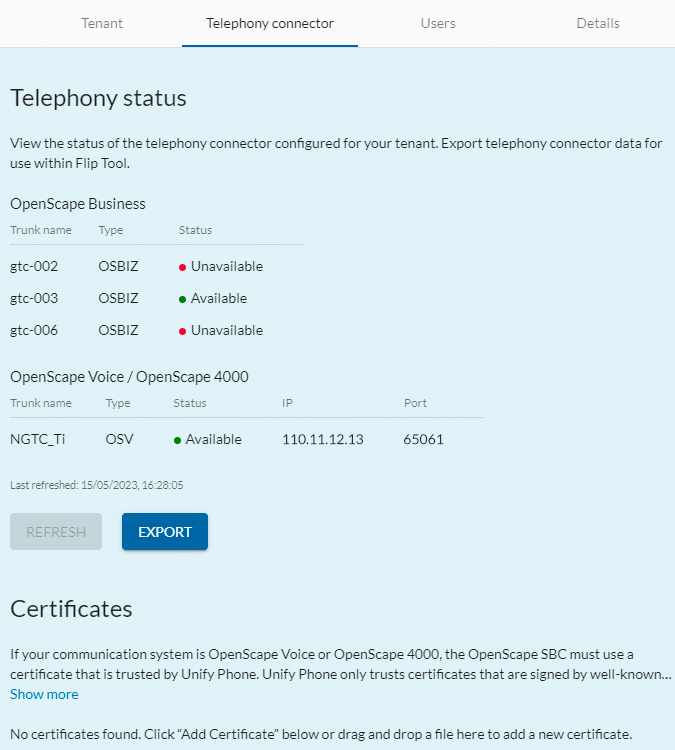 Tenant Telephony connector Users Details
Telephony status
View the status of the telephony connector configured for your tenant. Export telephony connector data for
use within Flip Tool.
OpenScape Business
Trunk name Type Status
gtc-002 OSBIZ Unavailable
gtc-003 OSBIZ Available
gtc-006 OSBIZ Unavailable
OpenScape Voice / OpenScape 4000
Trunk name Type Status IP Port
NGTC_Ti OSV Available 110.11.12.13 65061
Last refreshed: 15/05/2023, 16:28:05
REFRESH EXPORT
Certificates
If your communication system is OpenScape Voice or OpenScape 4000, the OpenScape SBC must use a
certificate that is trusted by Unify Phone. Unify Phone only trusts certificates that are signed by well-known...
Show more
No certificates found. Click “Add Certificate” below or drag and drop a file here to add a new certificate.